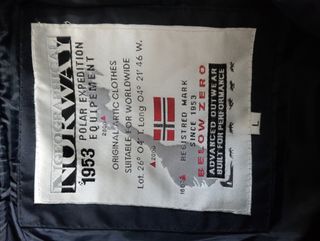 GEOGRAPHICAL
NORWAY
1953 POLAR EXPEDITION
EQUIPEMENT
ORIGINAL ARTIC CLOTHES
SUITABLE FOR WORLDWIDE
Lat. 26° 04' Long 04° 21' 46 W.
REGISTRED MARK
SINCE 1953
BELOW ZERO
ADVANCED OUTWEAR
BUILT FOR PERFORMANCE
L